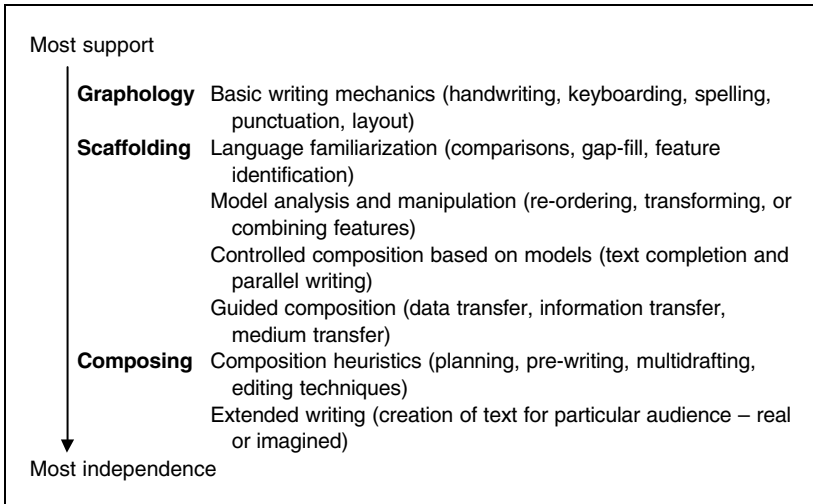 Most support
Graphology Basic writing mechanics (handwriting, keyboarding, spelling,
punctuation, layout)
Scaffolding Language familiarization (comparisons, gap-fill, feature
identification)
Model analysis and manipulation (re-ordering, transforming, or
combining features)
Controlled composition based on models (text completion and
parallel writing)
Guided composition (data transfer, information transfer,
medium transfer)
Composing Composition heuristics (planning, pre-writing, multidrafting,
editing techniques)
Extended writing (creation of text for particular audience – real
or imagined)
Most independence